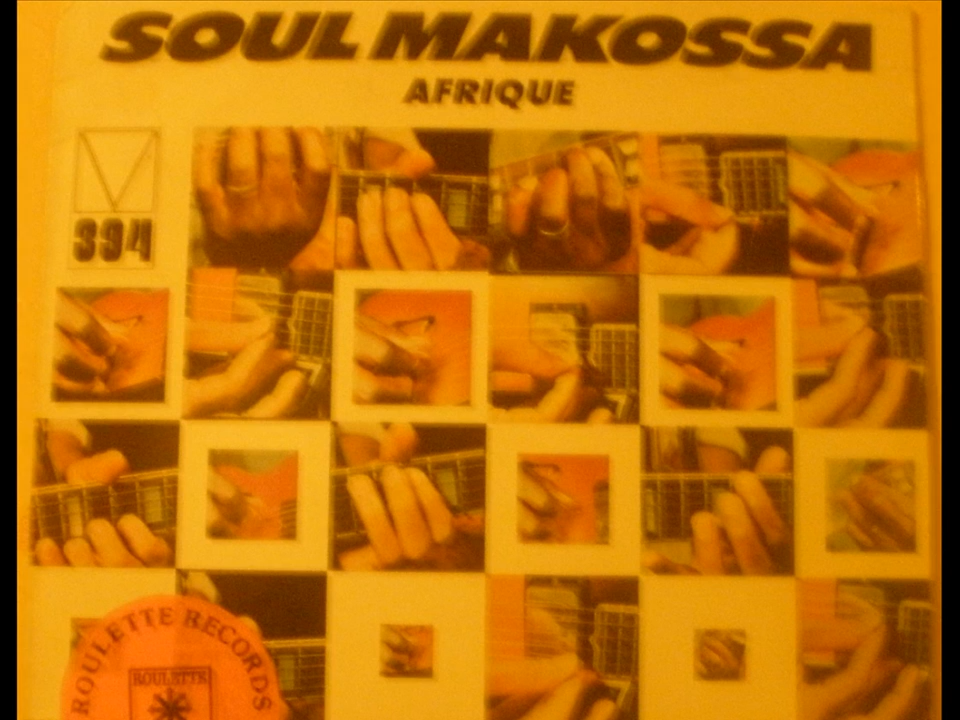 SOUL MAKOSSA
AFRIQUE
394
ROULETTE RECORDS
ROULETTE